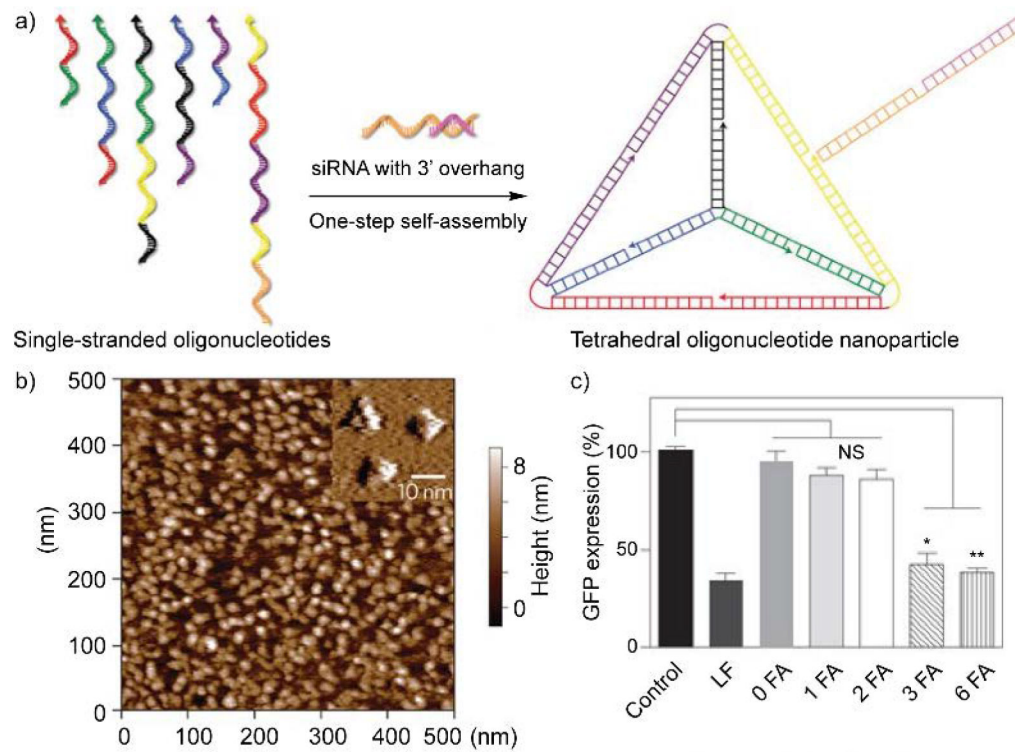 a)
siRNA with 3' overhang
One-step self-assembly
Single-stranded oligonucleotides
Tetrahedral oligonucleotide nanoparticle
b)
500
400
300
200
100
0
(nm)
0 100 200 300 400 500 (nm)
10 nm
8
0
Height (nm)
c)
GFP expression (%)
100
50
0
NS
*
**
Control
LF
0 FA
1 FA
2 FA
3 FA
6 FA